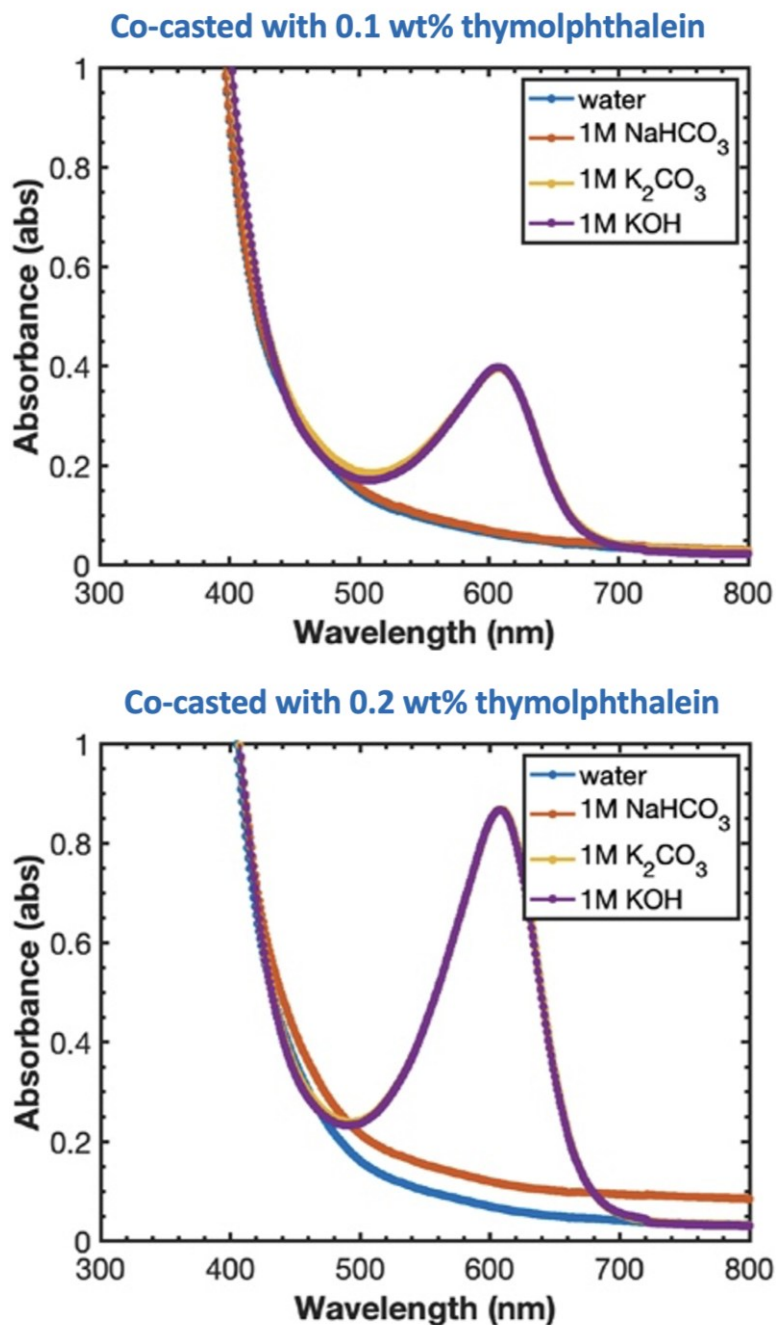 Co-casted with 0.1 wt% thymolphthalein
1
0.8
0.6
0.4
0.2
0
Absorbance (abs)
water
1M NaHCO3
1M K2CO3
1M KOH
300 400 500 600 700 800
Wavelength (nm)
Co-casted with 0.2 wt% thymolphthalein
1
0.8
0.6
0.4
0.2
0
Absorbance (abs)
water
1M NaHCO3
1M K2CO3
1M KOH
300 400 500 600 700 800
Wavelength (nm)